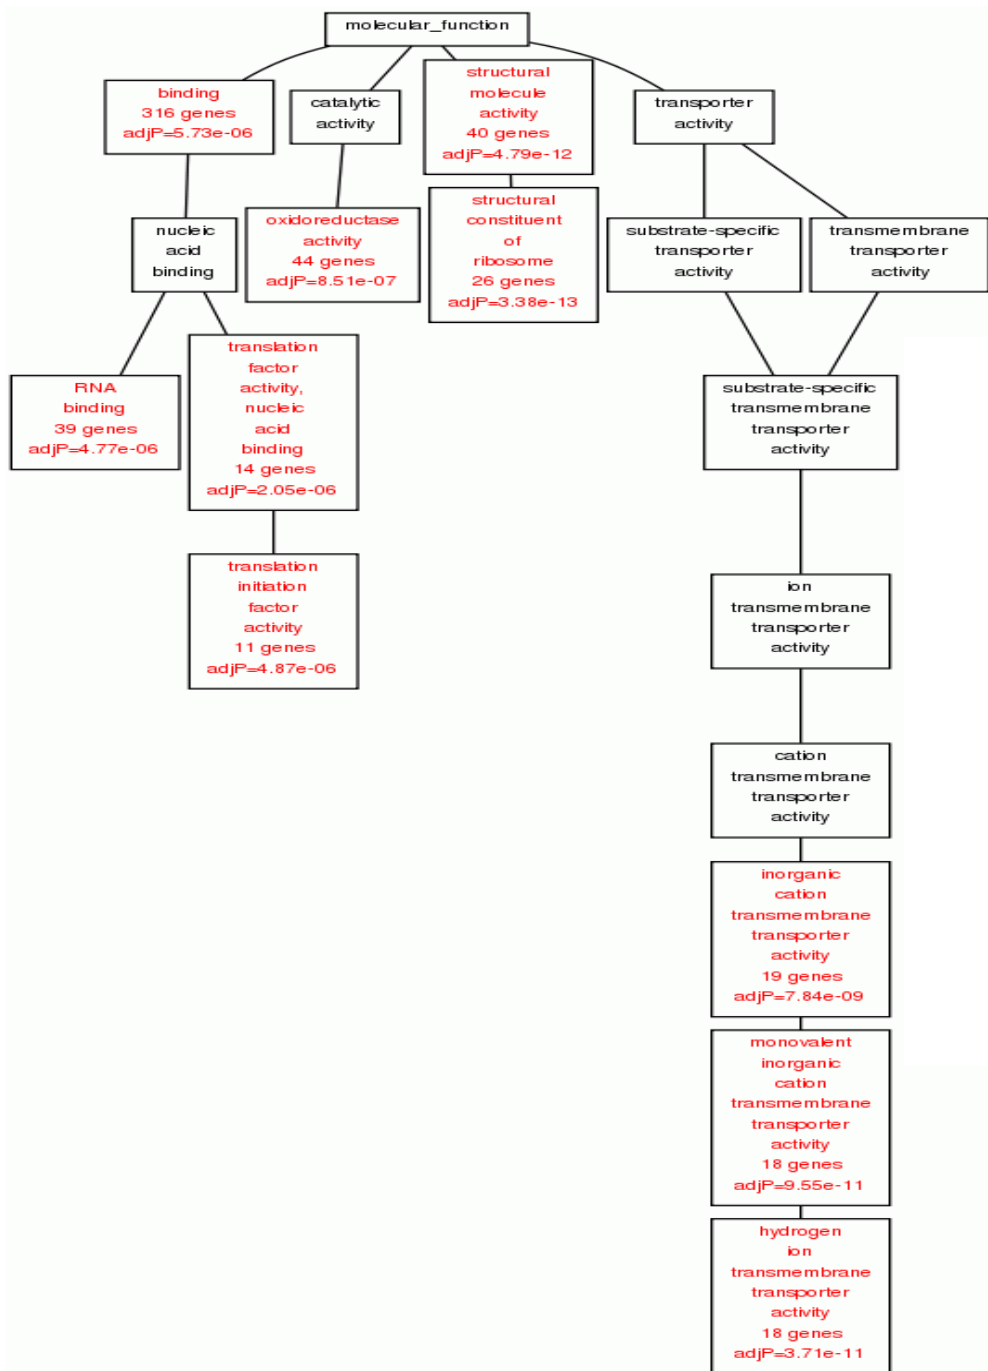 molecular_function
binding
316 genes
adjP=5.73e-06
catalytic
activity
structural
molecule
activity
40 genes
adjP=4.79e-12
transporter
activity
nucleic
acid
binding
oxidoreductase
activity
44 genes
adjP=8.51e-07
structural
constituent
of
ribosome
26 genes
adjP=3.38e-13
substrate-specific
transporter
activity
transmembrane
transporter
activity
RNA
binding
39 genes
adjP=4.77e-06
translation
factor
activity,
nucleic
acid
binding
14 genes
adjP=2.05e-06
substrate-specific
transmembrane
transporter
activity
translation
initiation
factor
activity
11 genes
adjP=4.87e-06
ion
transmembrane
transporter
activity
cation
transmembrane
transporter
activity
inorganic
cation
transmembrane
transporter
activity
19 genes
adjP=7.84e-09
monovalent
inorganic
cation
transmembrane
transporter
activity
18 genes
adjP=9.55e-11
hydrogen
ion
transmembrane
transporter
activity
18 genes
adjP=3.71e-11